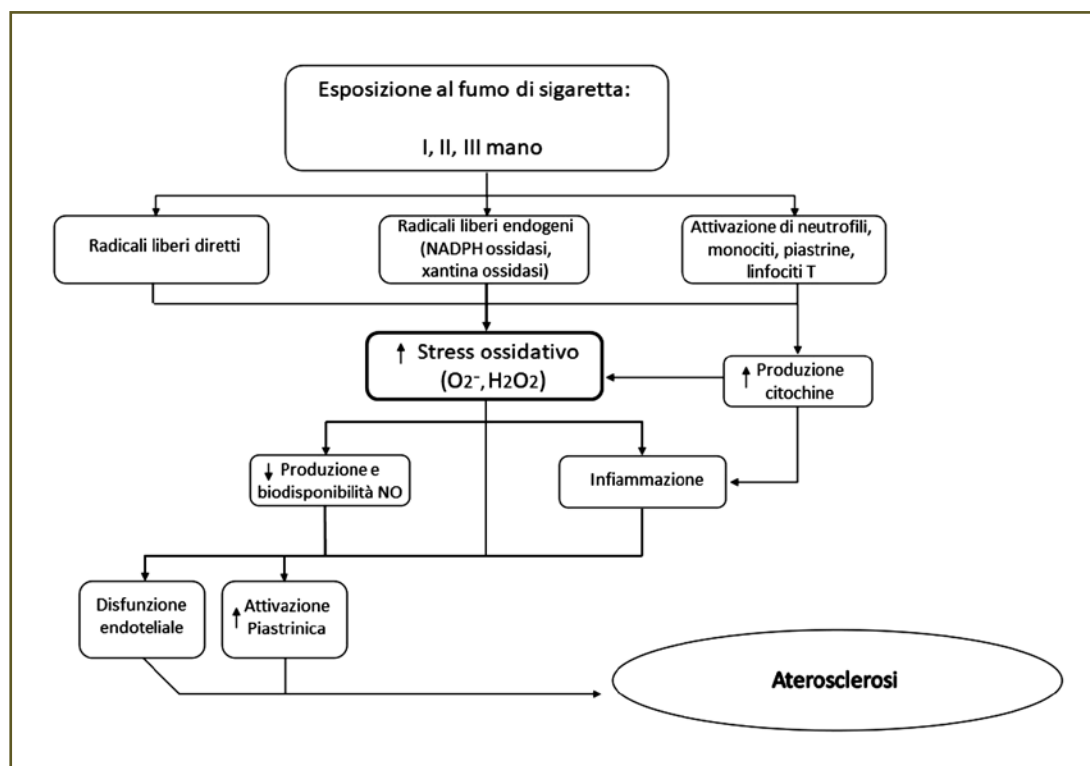 Esposizione al fumo di sigaretta:
I, II, III mano
Radicali liberi diretti
Radicali liberi endogeni
(NADPH ossidasi,
xantina ossidasi)
Attivazione di neutrofili,
monociti, piastrine,
linfociti T
↑ Stress ossidativo
(O2⁻, H2O2)
↑ Produzione
citochine
↓ Produzione e
biodisponibilità NO
Infiammazione
Disfunzione
endoteliale
↑ Attivazione
Piastrinica
Aterosclerosi